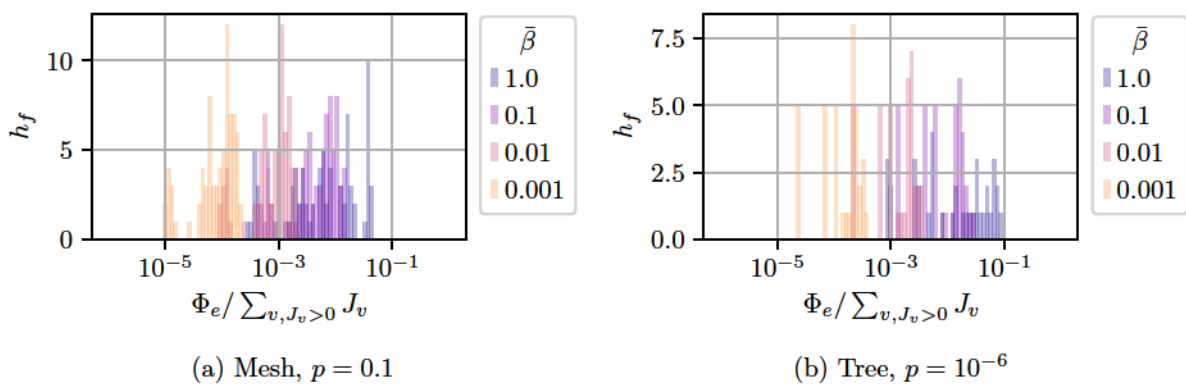 10
5
0
h_f
10^{-5} 10^{-3} 10^{-1}
Φ_e/ ∑_{v,J_v>0} J_v
β̄
1.0
0.1
0.01
0.001
(a) Mesh, p = 0.1
7.5
5.0
2.5
0.0
h_f
10^{-5} 10^{-3} 10^{-1}
Φ_e/ ∑_{v,J_v>0} J_v
β̄
1.0
0.1
0.01
0.001
(b) Tree, p = 10^{-6}